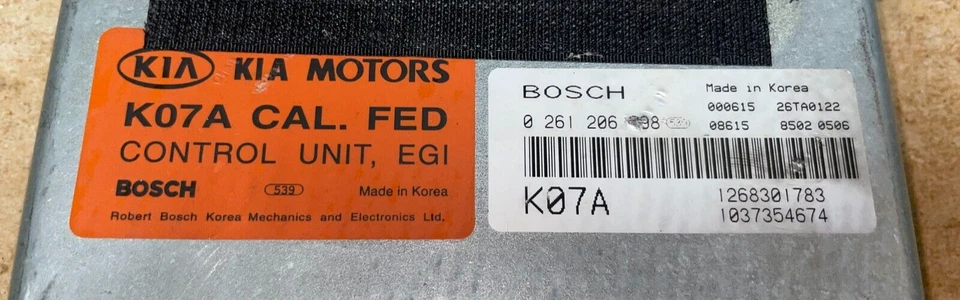 KIA KIA MOTORS
K07A CAL. FED
CONTROL UNIT, EGI
BOSCH 539 Made in Korea
Robert Bosch Korea Mechanics and Electronics Ltd,
BOSCH Made in Korea
000615 26TA0122
0 261 206 539 08615 8502 0506
K07A 1268301783
1037354674